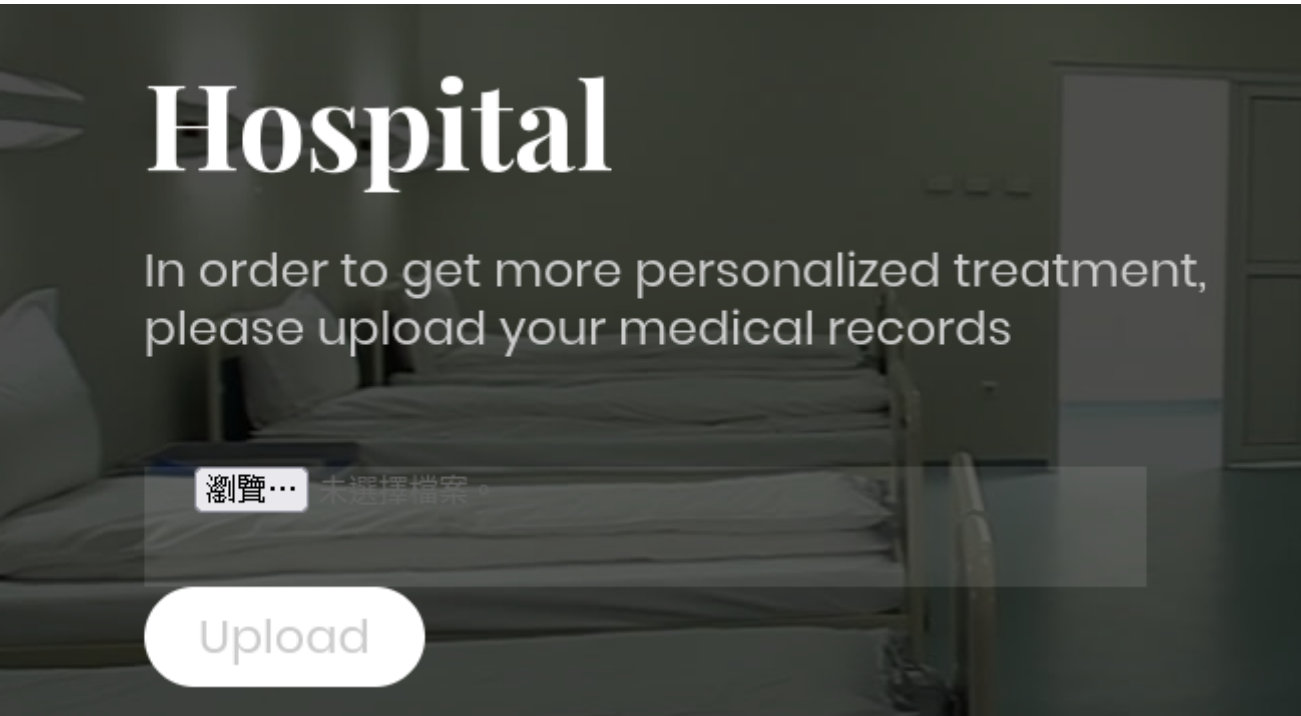 Hospital
In order to get more personalized treatment,
please upload your medical records
瀏覽… 未選擇檔案。
Upload